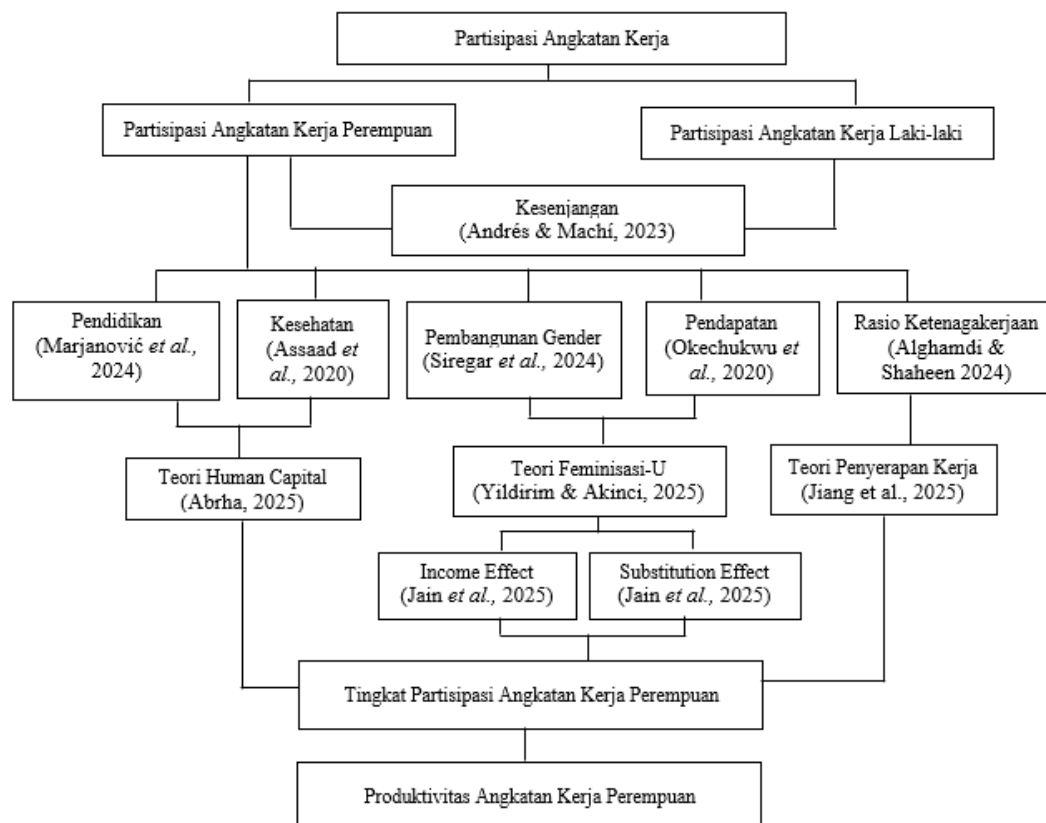 Partisipasi Angkatan Kerja
Partisipasi Angkatan Kerja Perempuan
Partisipasi Angkatan Kerja Laki-laki
Kesenjangan
(Andrés & Machí, 2023)
Pendidikan
(Marjanović et al.,
2024)
Kesehatan
(Assaad et
al., 2020)
Pembangunan Gender
(Siregar et al., 2024)
Pendapatan
(Okechukwu et
al., 2020)
Rasio Ketenagakerjaan
(Alghamdi &
Shaheen 2024)
Teori Human Capital
(Abrha, 2025)
Teori Feminisasi-U
(Yildirim & Akinci, 2025)
Teori Penyerapan Kerja
(Jiang et al., 2025)
Income Effect
(Jain et al., 2025)
Substitution Effect
(Jain et al., 2025)
Tingkat Partisipasi Angkatan Kerja Perempuan
Produktivitas Angkatan Kerja Perempuan